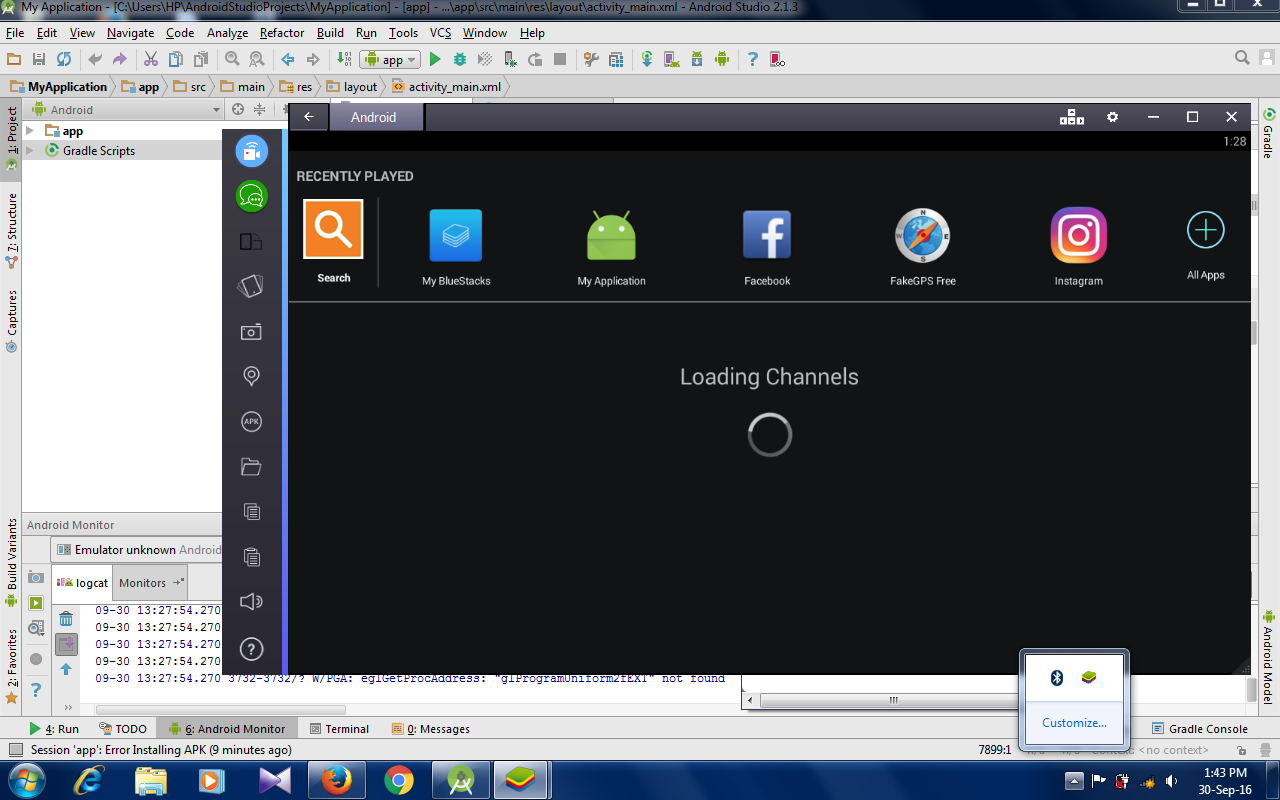 My Application - [C:\Users\HP\AndroidStudioProjects\MyApplication] - [app] - ...\app\src\main\res\layout\activity_main.xml - Android Studio 2.1.3
File Edit View Navigate Code Analyze Refactor Build Run Tools VCS Window Help
app
MyApplication app src main res layout activity_main.xml
Android
app
Gradle Scripts
1: Project
7: Structure
Captures
Build Variants
2: Favorites
Android
1:28
RECENTLY PLAYED
Search
My BlueStacks
My Application
Facebook
FakeGPS Free
Instagram
All Apps
Loading Channels
APK
Gradle
Android Model
Android Monitor
Emulator unknown Android
logcat Monitors
09-30 13:27:54.270
09-30 13:27:54.270
09-30 13:27:54.270
09-30 13:27:54.270
09-30 13:27:54.270 3732-3732/? W/PGA: eglGetProcAddress: "glProgramUniform2fEXT" not found
Customize...
4: Run TODO 6: Android Monitor Terminal 0: Messages Gradle Console
Session 'app': Error Installing APK (9 minutes ago)
7899:1 n/a n/a Context: <no context>
1:43 PM
30-Sep-16